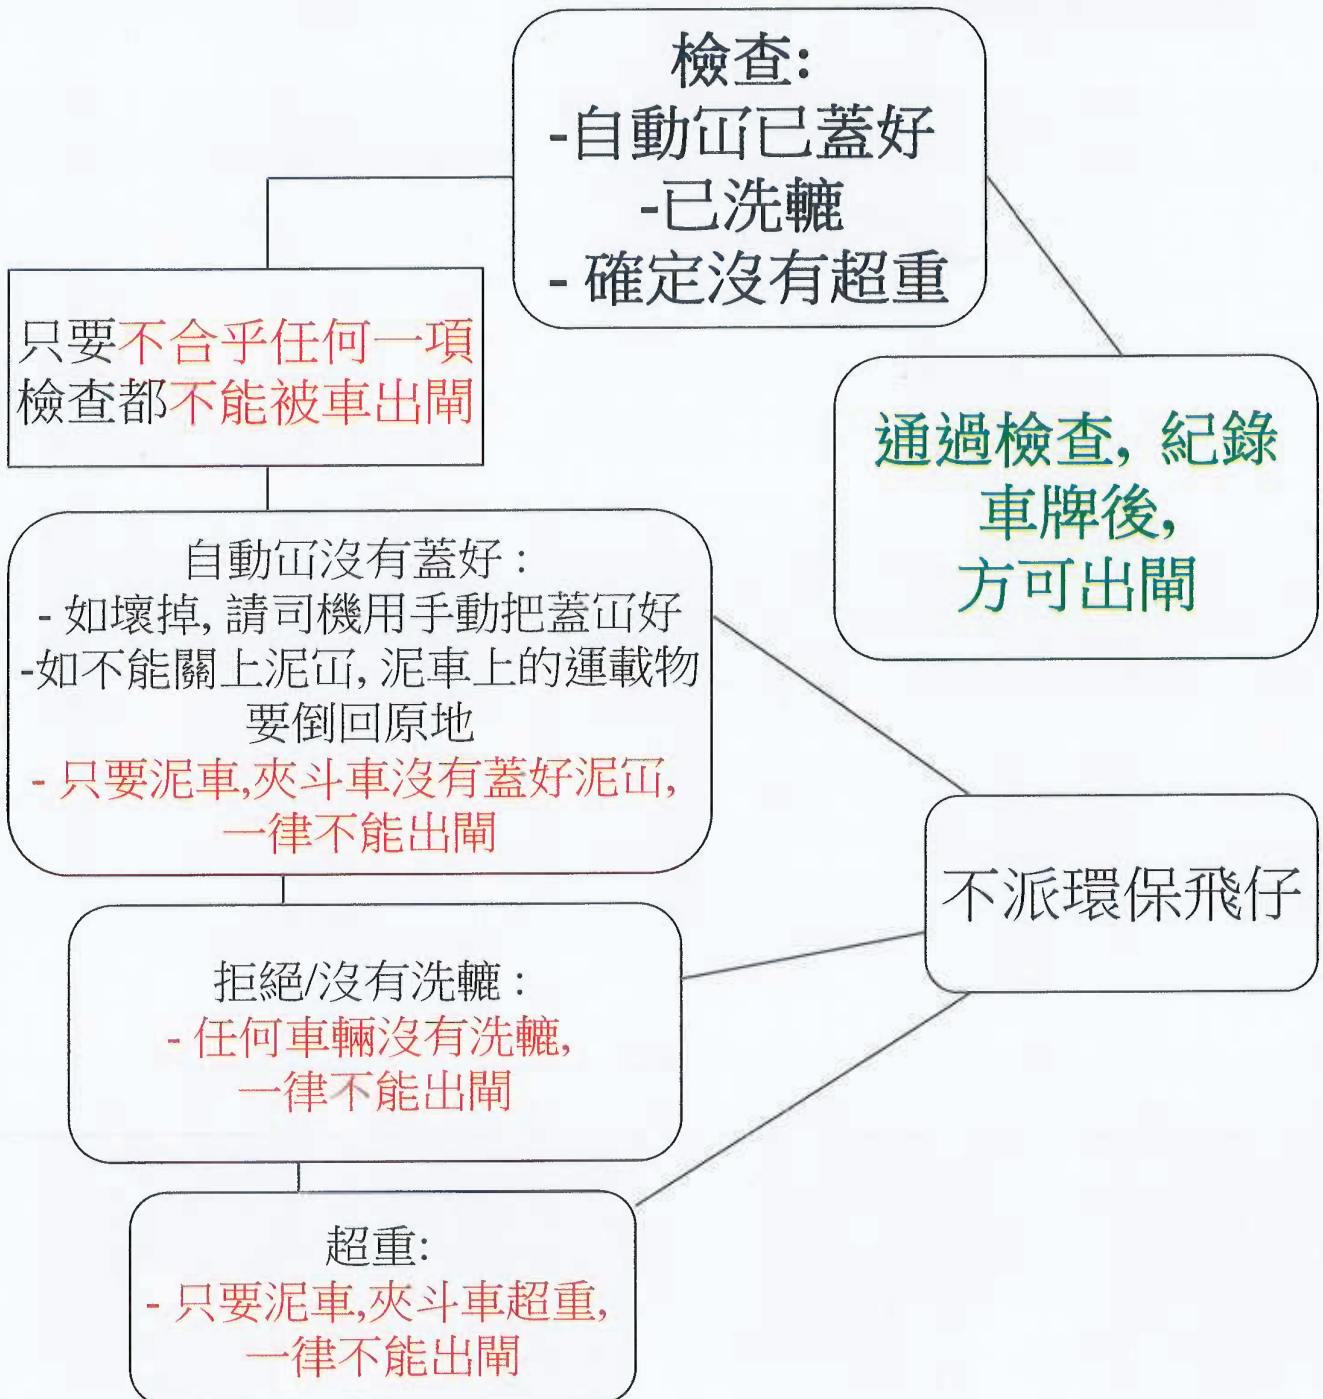 檢查:
-自動冚已蓋好
-已洗轆
- 確定沒有超重
只要不合乎任何一項
檢查都不能被車出閘
通過檢查, 紀錄
車牌後,
方可出閘
自動冚沒有蓋好 :
- 如壞掉, 請司機用手動把蓋冚好
-如不能關上泥冚, 泥車上的運載物
要倒回原地
- 只要泥車,夾斗車沒有蓋好泥冚,
一律不能出閘
不派環保飛仔
拒絕/沒有洗轆 :
- 任何車輛沒有洗轆,
一律不能出閘
超重:
- 只要泥車,夾斗車超重,
一律不能出閘